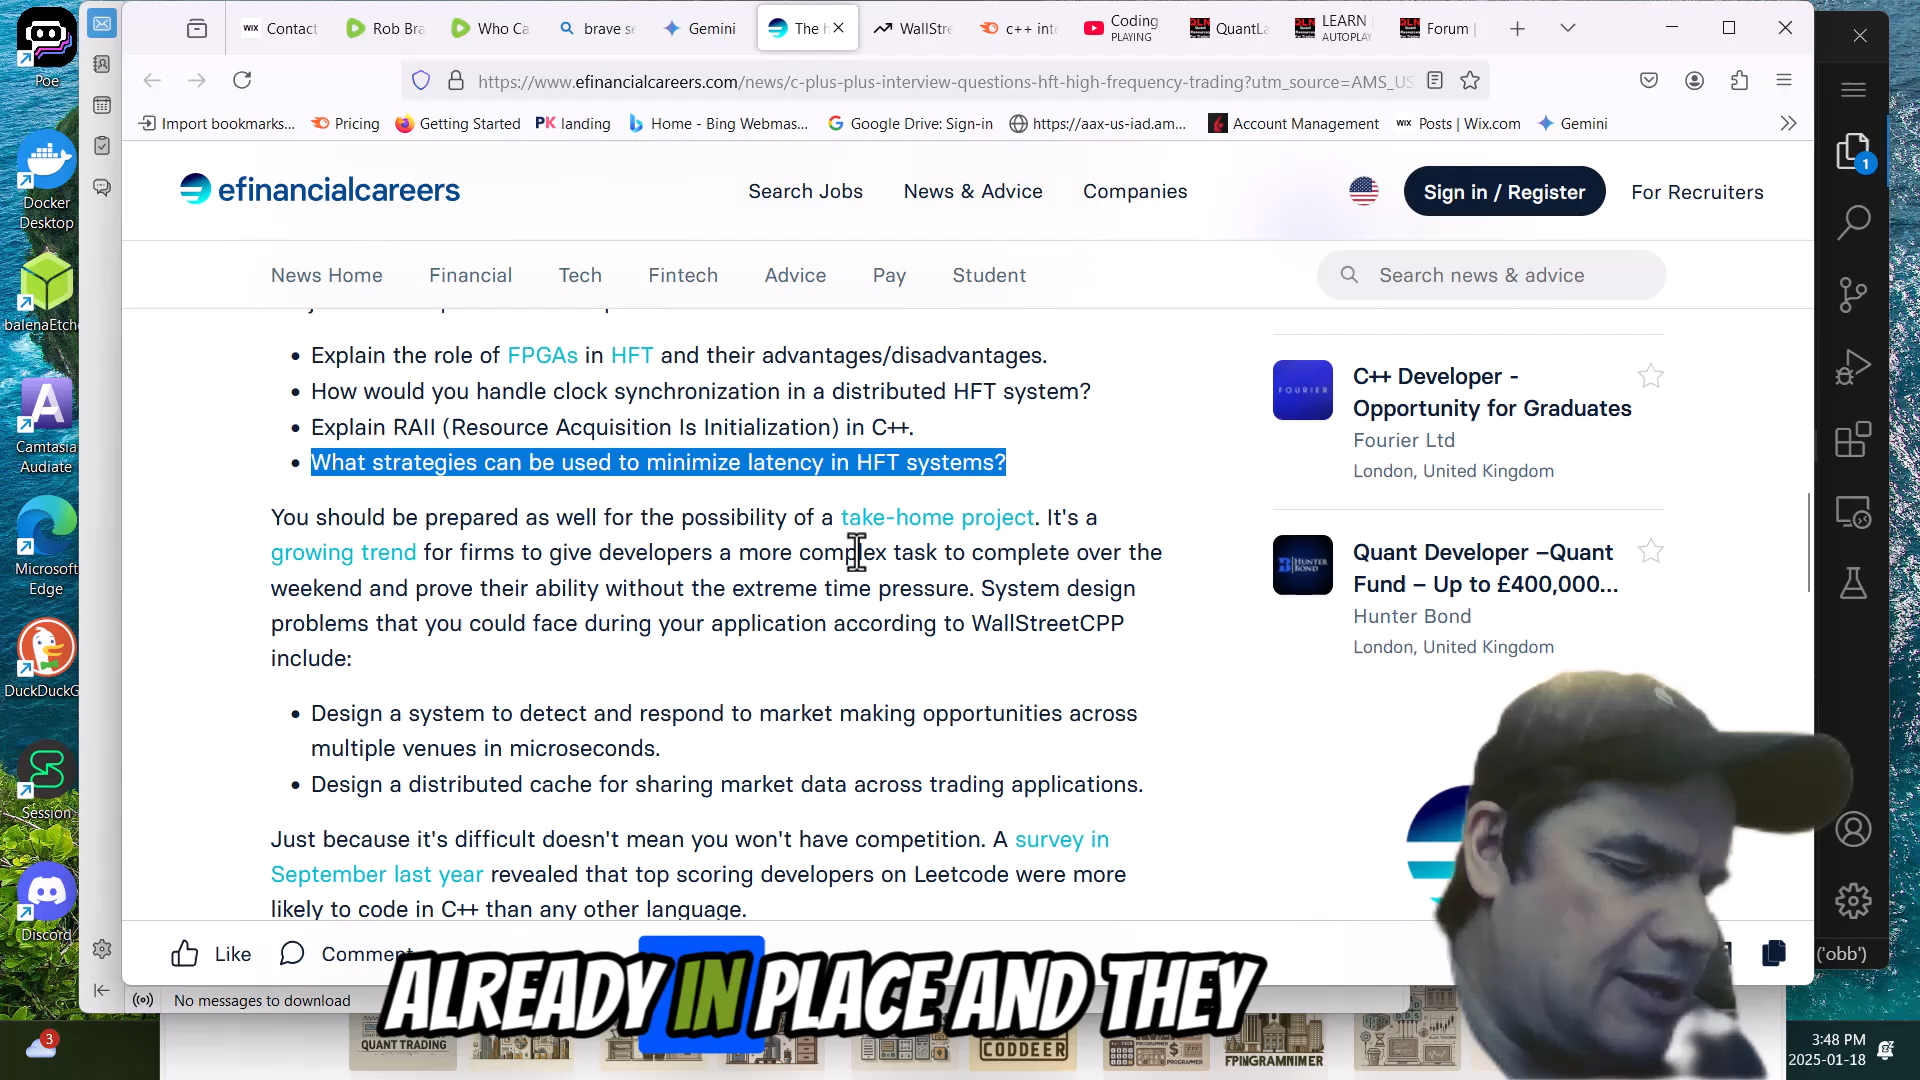 Poe
Docker
Desktop
balenaEtche
Camtasia
Audiate
Microsoft
Edge
DuckDuckG
Session
Discord
3
WIX Contact
Rob Bra
Who Ca
brave se
Gemini
The h
WallStre
c++ inte
Coding
PLAYING
QuantLa
LEARN
AUTOPLAY
Forum |
https://www.efinancialcareers.com/news/c-plus-plus-interview-questions-hft-high-frequency-trading?utm_source=AMS_US
Import bookmarks...
Pricing
Getting Started
PK landing
Home - Bing Webmas...
Google Drive: Sign-in
https://aax-us-iad.am...
Account Management
WIX Posts | Wix.com
Gemini
efinancialcareers
Search Jobs
News & Advice
Companies
Sign in / Register
For Recruiters
News Home
Financial
Tech
Fintech
Advice
Pay
Student
Search news & advice
• Explain the role of FPGAs in HFT and their advantages/disadvantages.
• How would you handle clock synchronization in a distributed HFT system?
• Explain RAII (Resource Acquisition Is Initialization) in C++.
• What strategies can be used to minimize latency in HFT systems?
You should be prepared as well for the possibility of a take-home project. It's a
growing trend for firms to give developers a more complex task to complete over the
weekend and prove their ability without the extreme time pressure. System design
problems that you could face during your application according to WallStreetCPP
include:
• Design a system to detect and respond to market making opportunities across
multiple venues in microseconds.
• Design a distributed cache for sharing market data across trading applications.
Just because it's difficult doesn't mean you won't have competition. A survey in
September last year revealed that top scoring developers on Leetcode were more
likely to code in C++ than any other language.
FOURIER
C++ Developer -
Opportunity for Graduates
Fourier Ltd
London, United Kingdom
HUNTER
BOND
Quant Developer –Quant
Fund – Up to £400,000...
Hunter Bond
London, United Kingdom
Like
Comment
ALREADY IN PLACE AND THEY
No messages to download
QUANT TRADING
CODDEER
FPINGRAMNIMER
1
('obb')
3:48 PM
2025-01-18